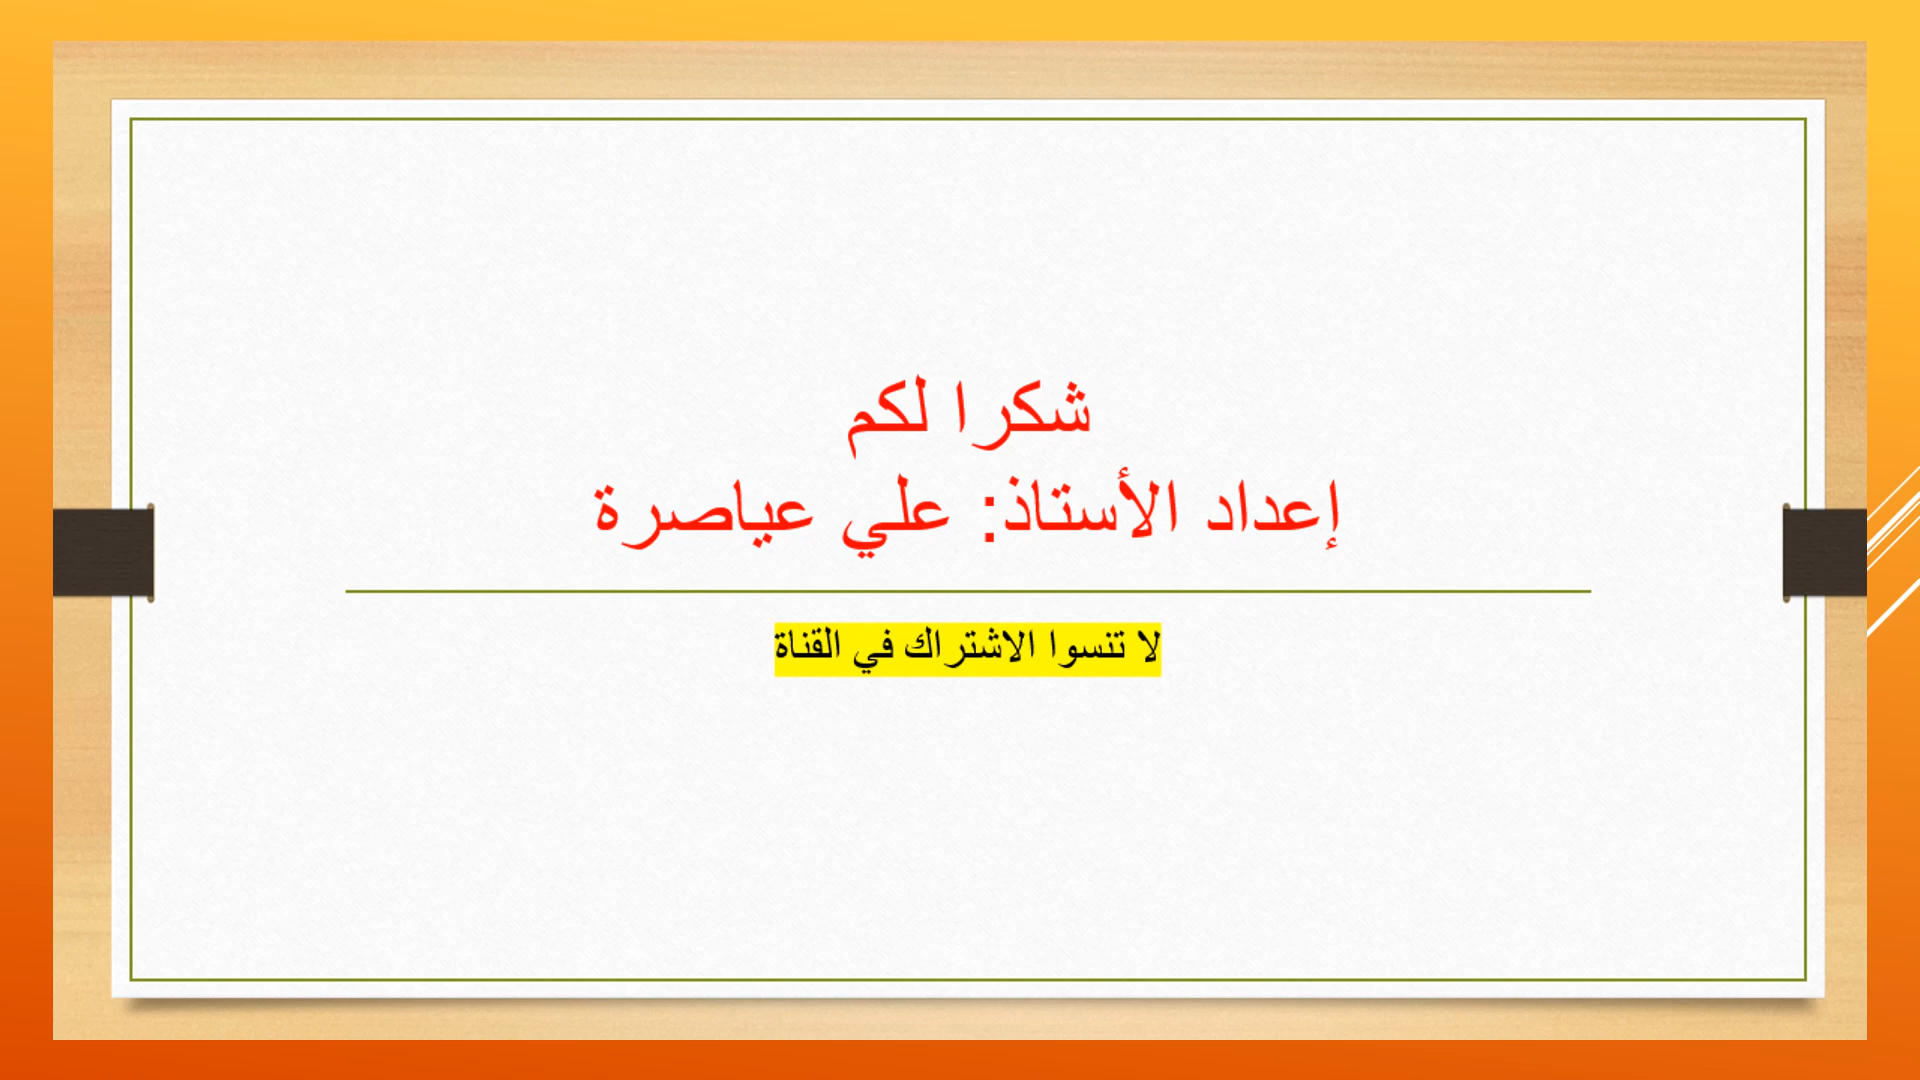 شكرا لكم
إعداد الأستاذ: علي عياصرة
لا تنسوا الاشتراك في القناة